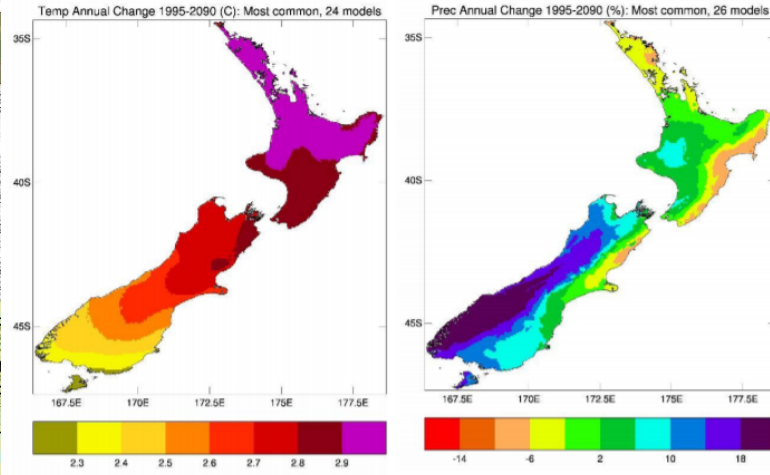 Temp Annual Change 1995-2090 (C): Most common, 24 models
35S
40S
45S
167.5E 170E 172.5E 175E 177.5E
2.3 2.4 2.5 2.6 2.7 2.8 2.9
Prec Annual Change 1995-2090 (%): Most common, 26 models
35S
40S
45S
167.5E 170E 172.5E 175E 177.5E
-14 -6 2 10 18